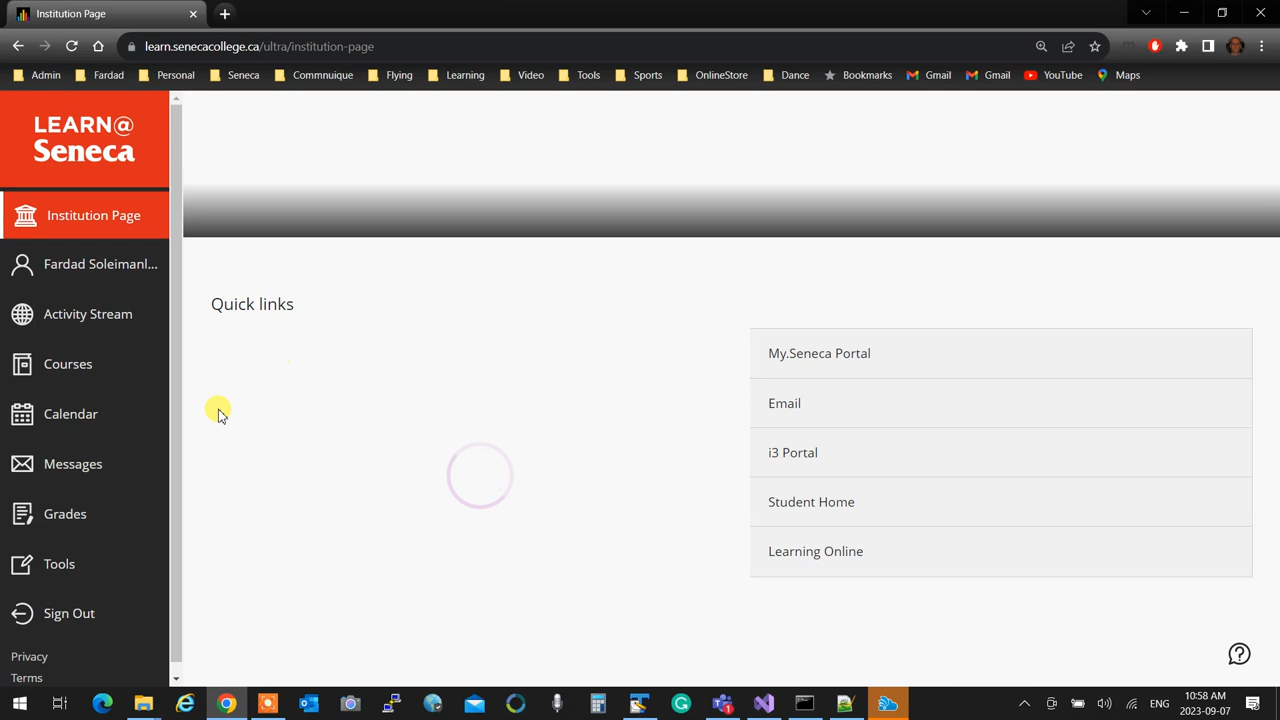 Institution Page
learn.senecacollege.ca/ultra/institution-page
Admin
Fardad
Personal
Seneca
Commnuique
Flying
Learning
Video
Tools
Sports
OnlineStore
Dance
Bookmarks
Gmail
Gmail
YouTube
Maps
LEARN@
Seneca
Institution Page
Fardad Soleimanl...
Activity Stream
Courses
Calendar
Messages
Grades
Tools
Sign Out
Privacy
Terms
Quick links
My.Seneca Portal
Email
i3 Portal
Student Home
Learning Online
ENG
10:58 AM
2023-09-07